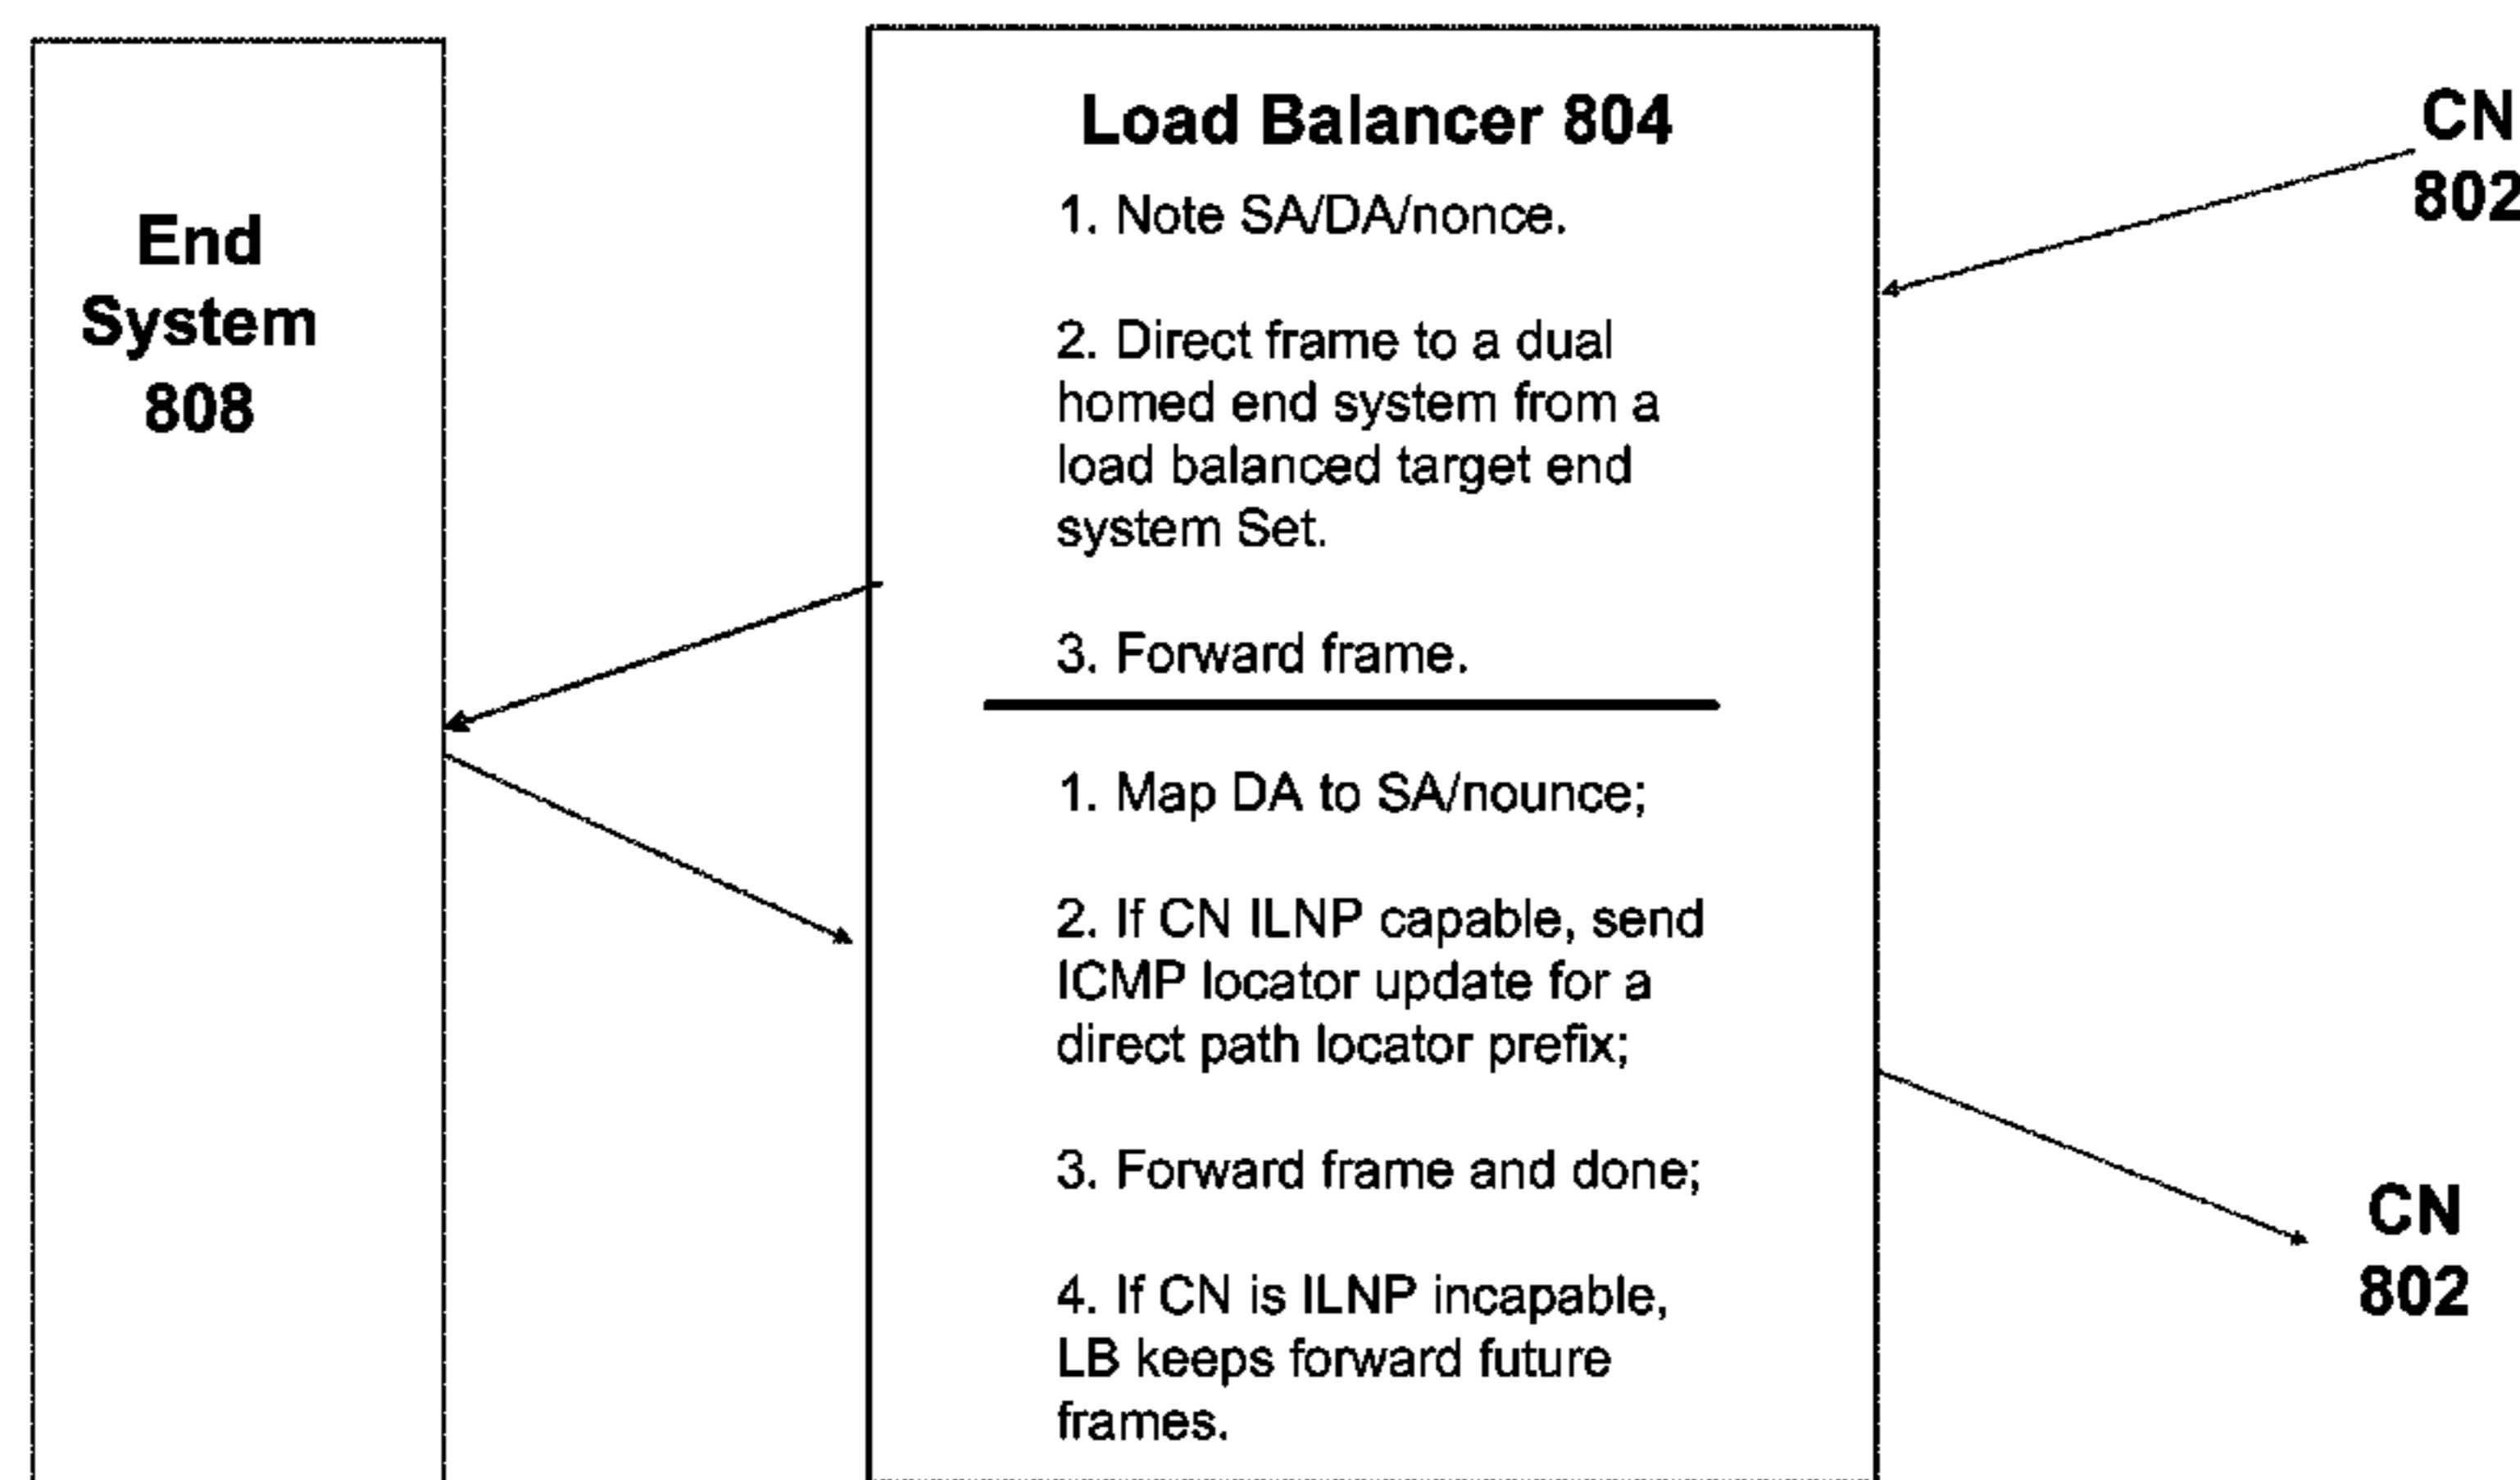 End
System
808
Load Balancer 804
1. Note SA/DA/nonce.
2. Direct frame to a dual
homed end system from a
load balanced target end
system Set.
3. Forward frame.
1. Map DA to SA/nounce;
2. If CN ILNP capable, send
ICMP locator update for a
direct path locator prefix;
3. Forward frame and done;
4. If CN is ILNP incapable,
LB keeps forward future
frames.
CN
802
CN
802